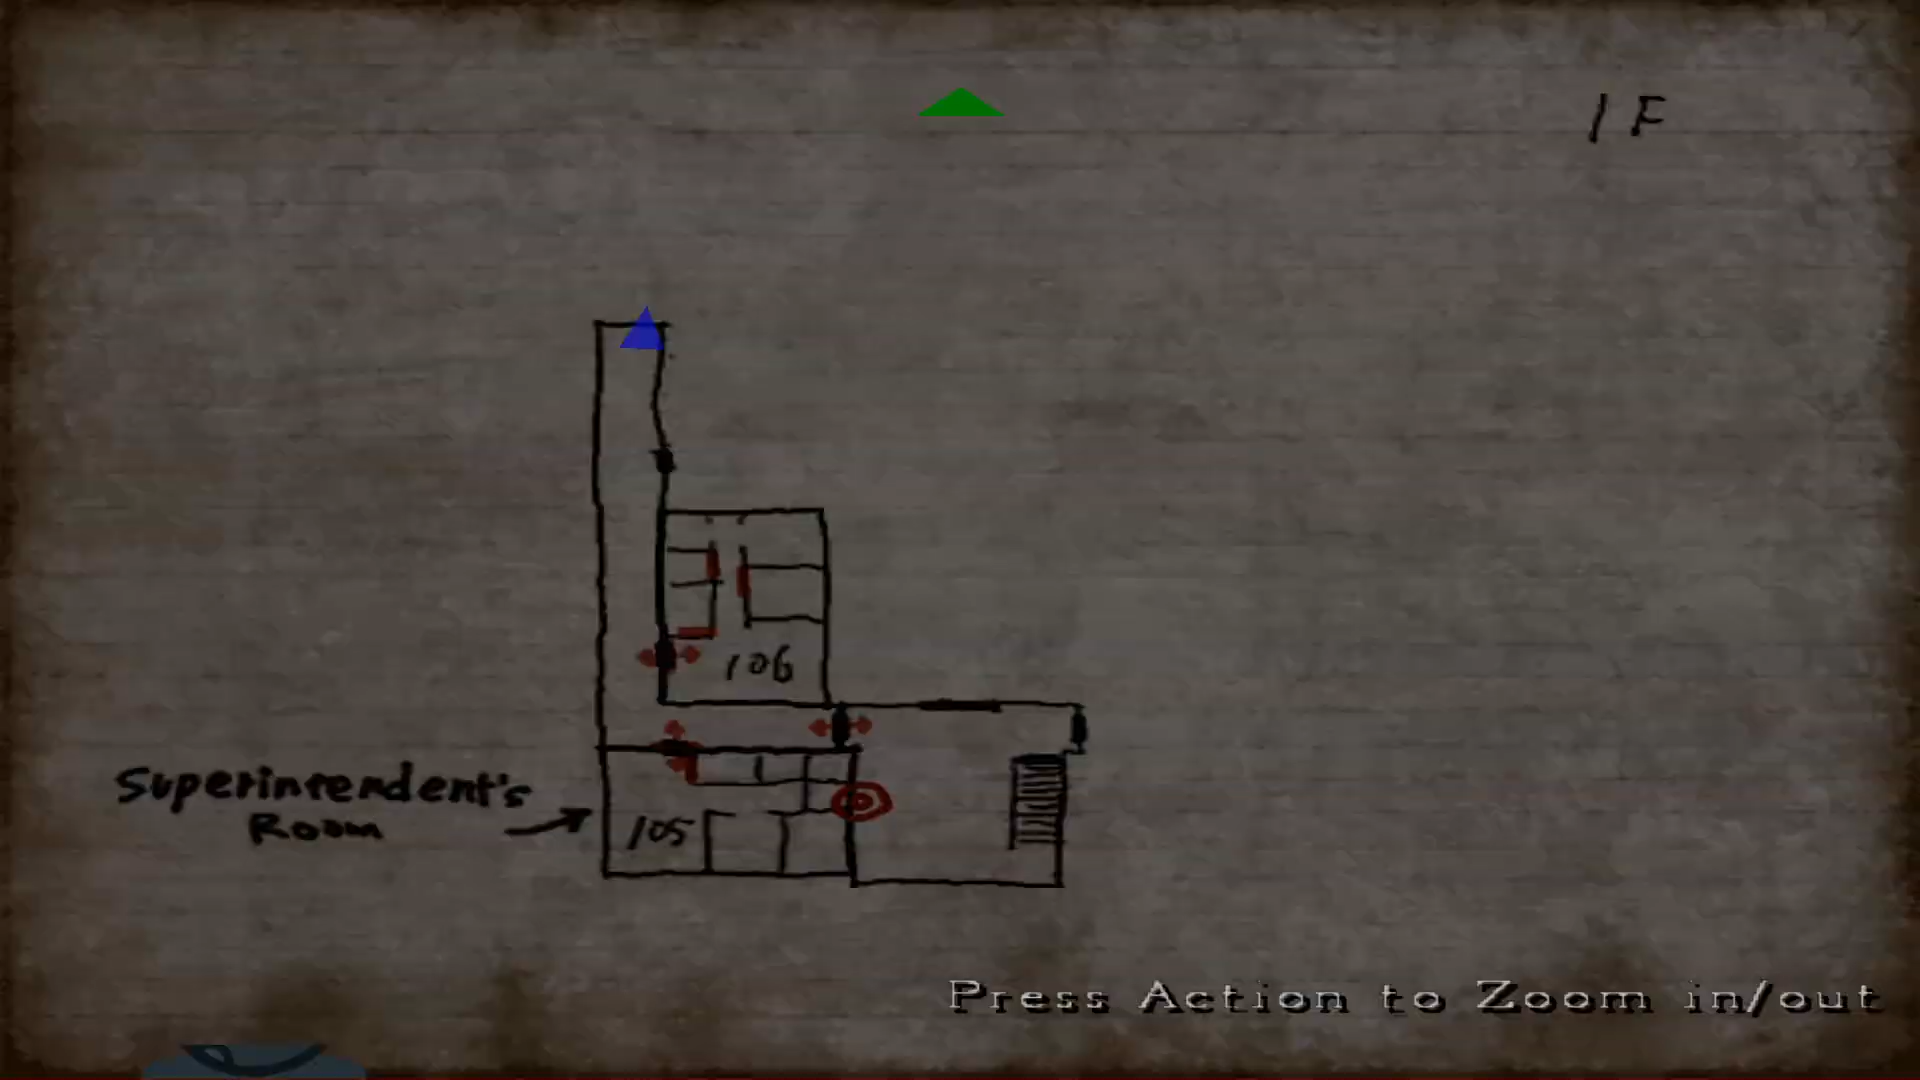 1F
106
Superintendent's
Room
105
Press Action to Zoom in/out